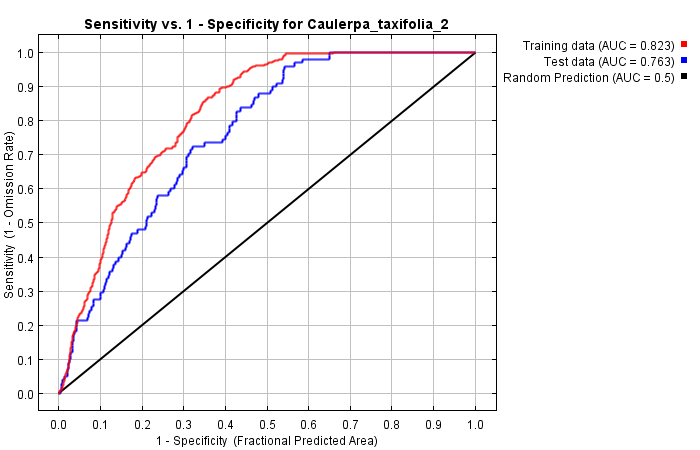 Sensitivity vs. 1 - Specificity for Caulerpa_taxifolia_2
Training data (AUC = 0.823)
Test data (AUC = 0.763)
Random Prediction (AUC = 0.5)
Sensitivity (1 - Omission Rate)
1.0
0.9
0.8
0.7
0.6
0.5
0.4
0.3
0.2
0.1
0.0
0.0 0.1 0.2 0.3 0.4 0.5 0.6 0.7 0.8 0.9 1.0
1 - Specificity (Fractional Predicted Area)